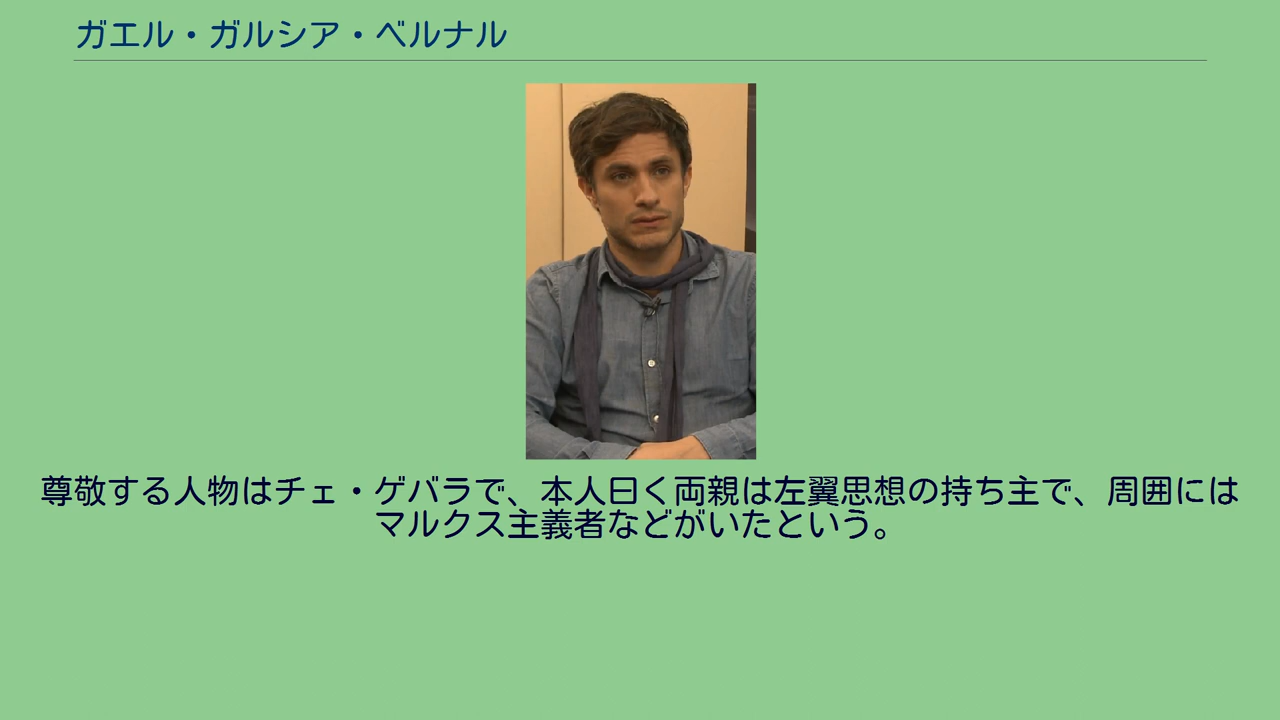 ガエル・ガルシア・ベルナル
尊敬する人物はチェ・ゲバラで、本人曰く両親は左翼思想の持ち主で、周囲には
マルクス主義者などがいたという。